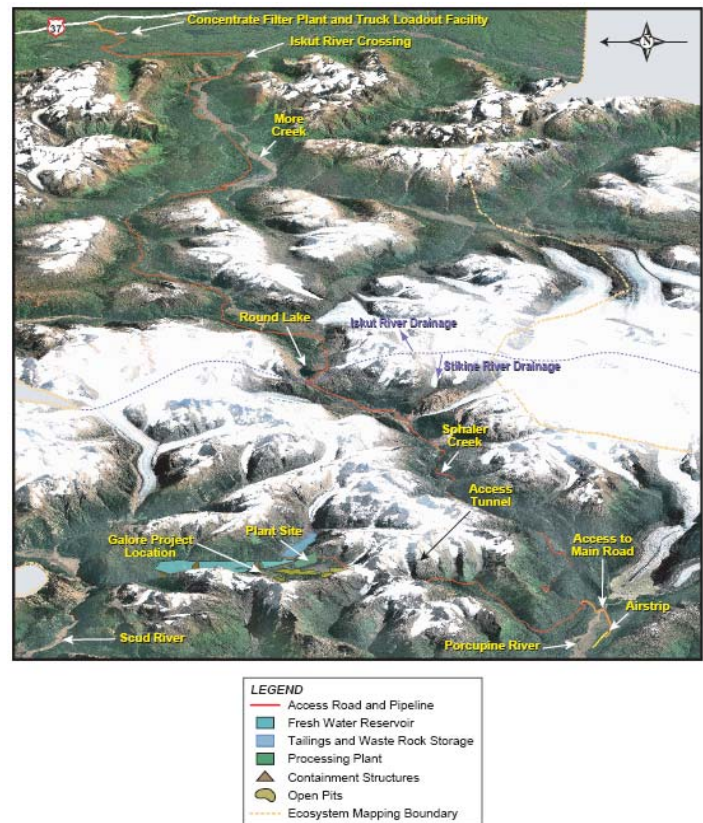 37
Concentrate Filter Plant and Truck Loadout Facility
Iskut River Crossing
N
More
Creek
Round Lake
Iskut River Drainage
Stikine River Drainage
Sphaler
Creek
Access
Tunnel
Plant Site
Galore Project
Location
Access to
Main Road
Airstrip
Scud River
Porcupine River
LEGEND
Access Road and Pipeline
Fresh Water Reservoir
Tailings and Waste Rock Storage
Processing Plant
Containment Structures
Open Pits
Ecosystem Mapping Boundary